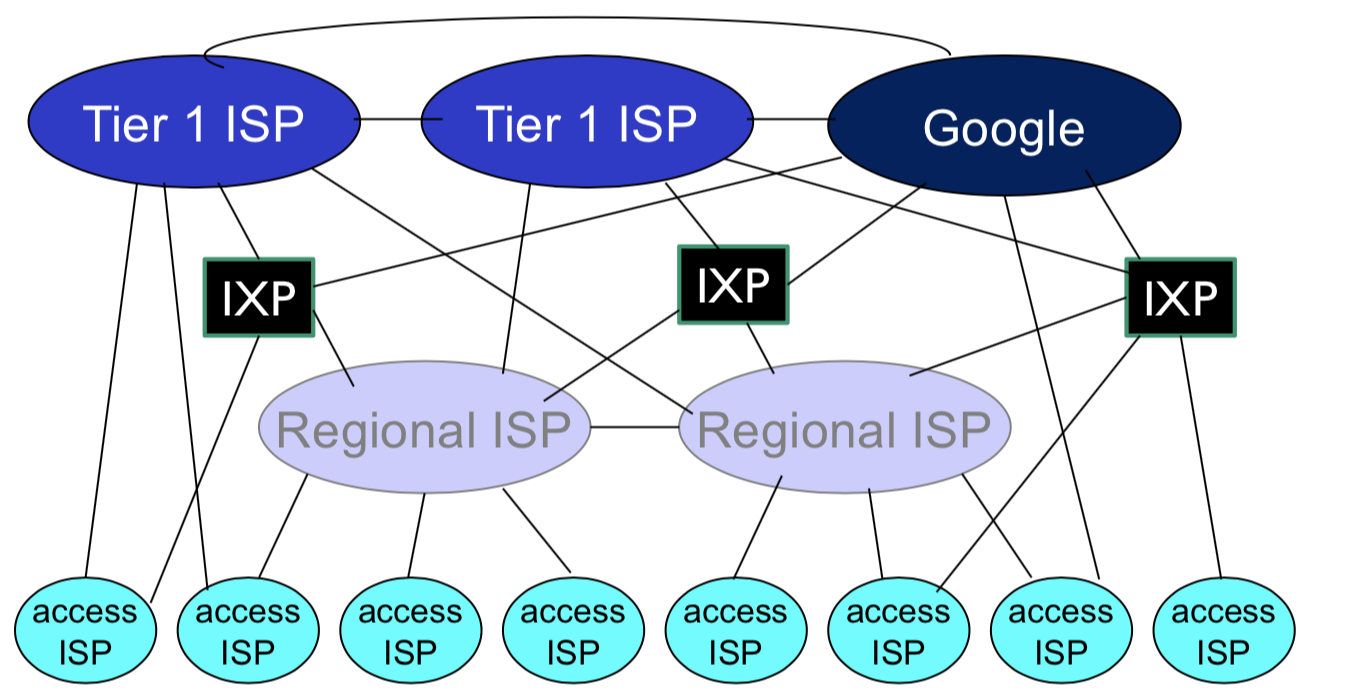 Tier 1 ISP
Tier 1 ISP
Google
IXP
IXP
IXP
Regional ISP
Regional ISP
access
ISP
access
ISP
access
ISP
access
ISP
access
ISP
access
ISP
access
ISP
access
ISP